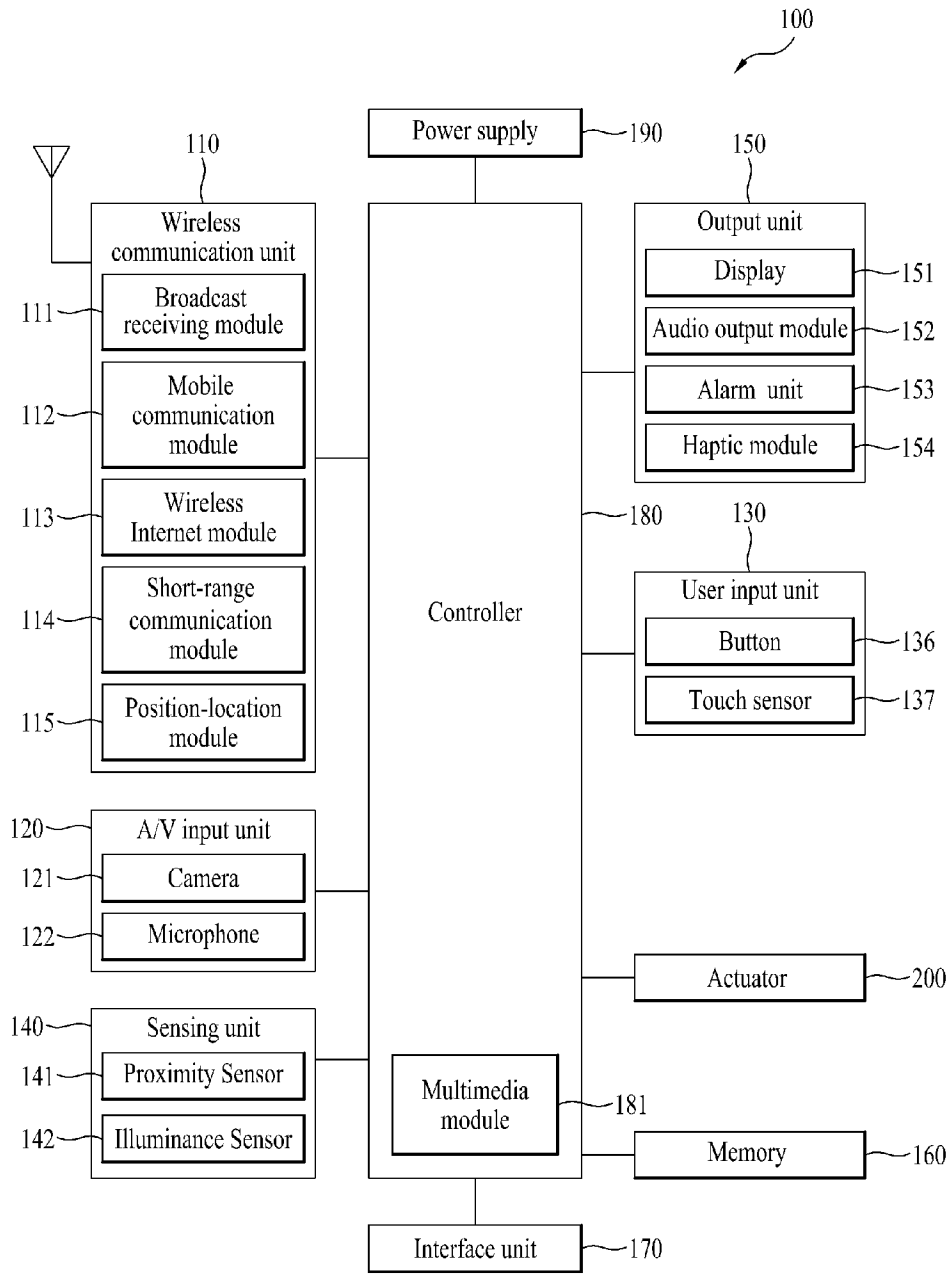 100
Power supply
190
110
150
Wireless
communication unit
111
Broadcast
receiving module
112
Mobile
communication
module
113
Wireless
Internet module
114
Short-range
communication
module
115
Position-location
module
120
A/V input unit
121
Camera
122
Microphone
140
Sensing unit
141
Proximity Sensor
142
Illuminance Sensor
Controller
180
Multimedia
module
181
Output unit
Display
151
Audio output module
152
Alarm unit
153
Haptic module
154
130
User input unit
Button
136
Touch sensor
137
Actuator
200
Memory
160
Interface unit
170